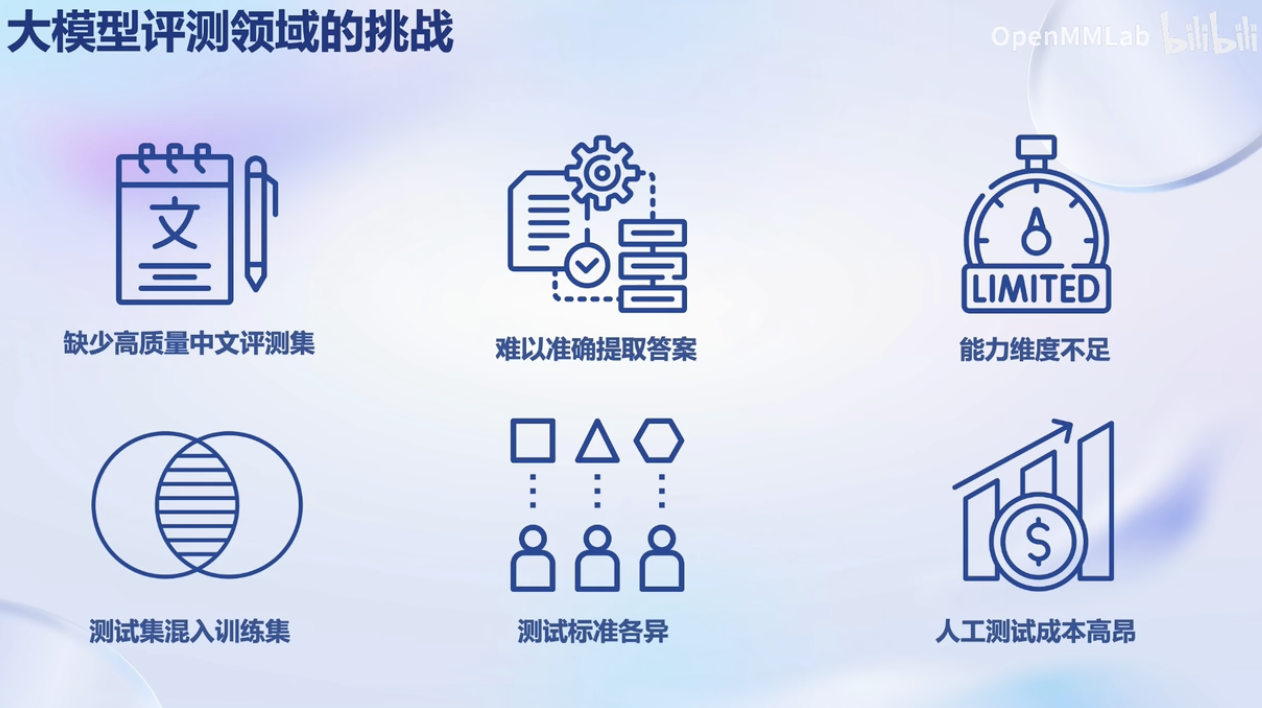 大模型评测领域的挑战
OpenMMLab bilibili
文
LIMITED
缺少高质量中文评测集
难以准确提取答案
能力维度不足
$
测试集混入训练集
测试标准各异
人工测试成本高昂